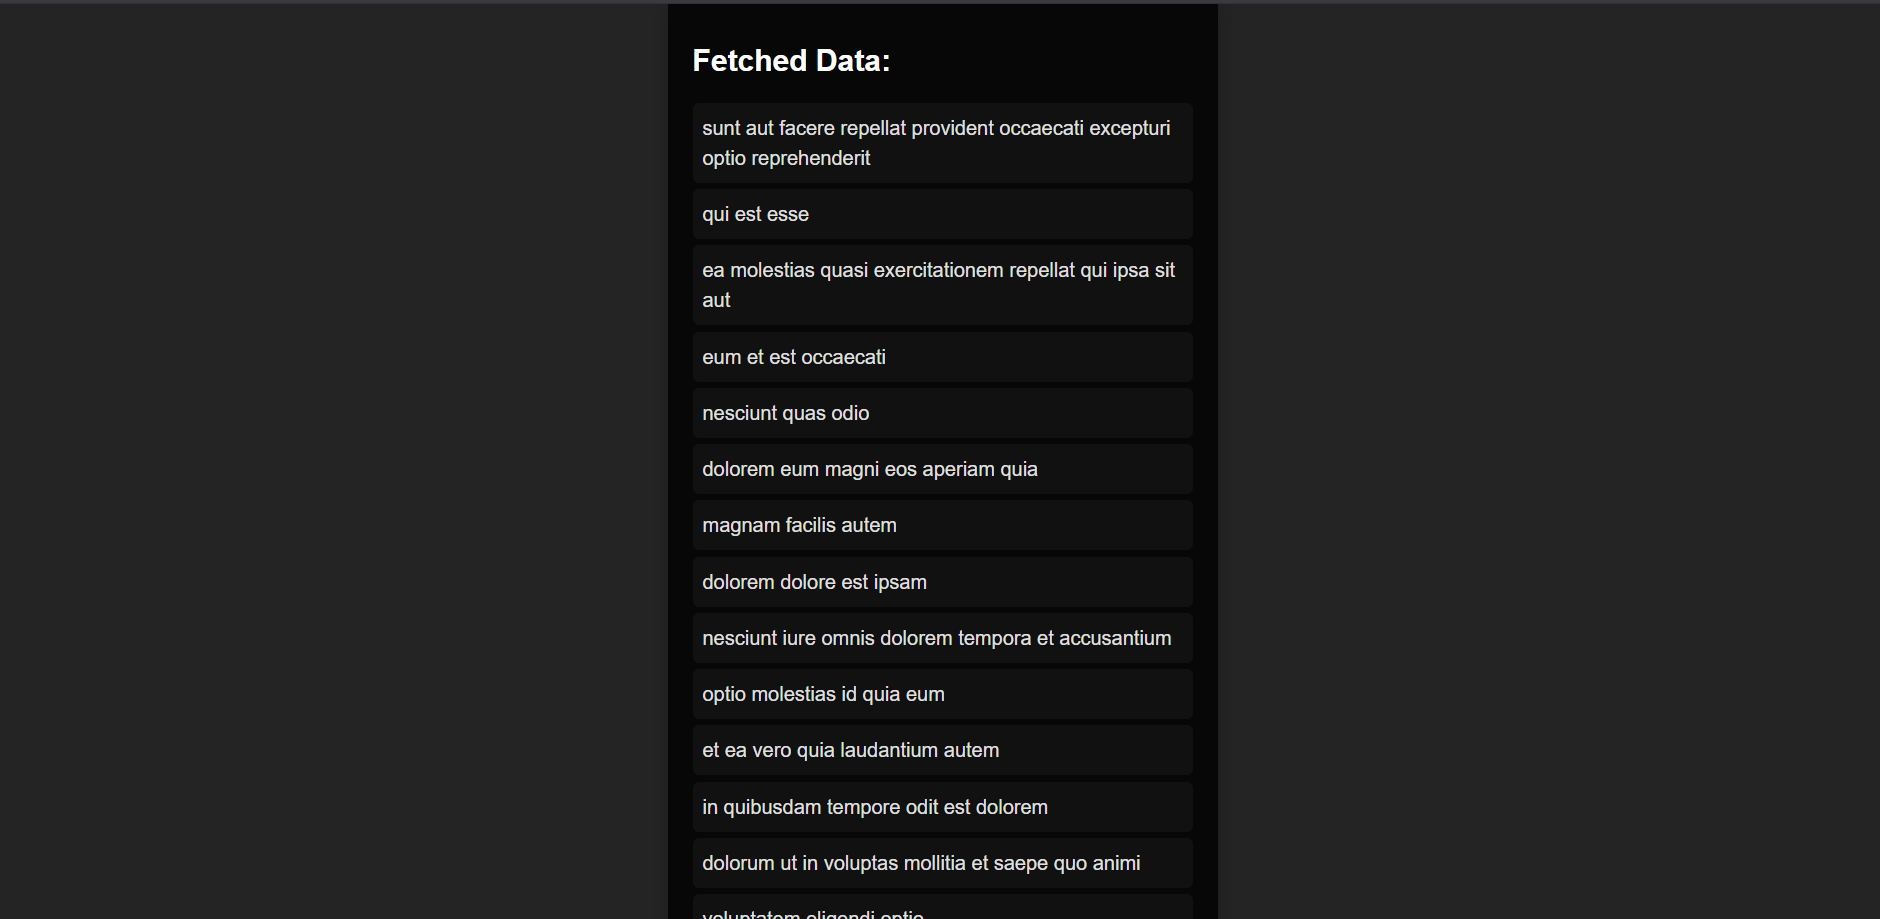 Fetched Data:
sunt aut facere repellat provident occaecati excepturi
optio reprehenderit
qui est esse
ea molestias quasi exercitationem repellat qui ipsa sit
aut
eum et est occaecati
nesciunt quas odio
dolorem eum magni eos aperiam quia
magnam facilis autem
dolorem dolore est ipsam
nesciunt iure omnis dolorem tempora et accusantium
optio molestias id quia eum
et ea vero quia laudantium autem
in quibusdam tempore odit est dolorem
dolorum ut in voluptas mollitia et saepe quo animi
voluptatem eligendi optio